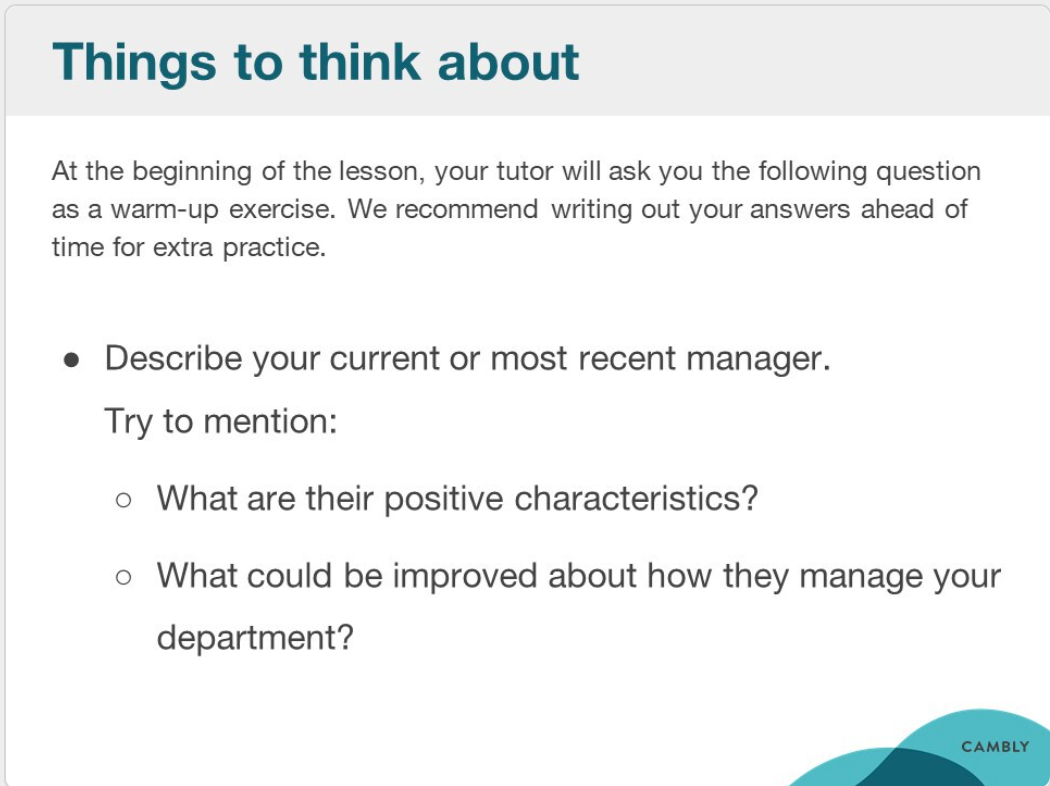 Things to think about
At the beginning of the lesson, your tutor will ask you the following question
as a warm-up exercise. We recommend writing out your answers ahead of
time for extra practice.
● Describe your current or most recent manager.
Try to mention:
○ What are their positive characteristics?
○ What could be improved about how they manage your
department?
CAMBLY